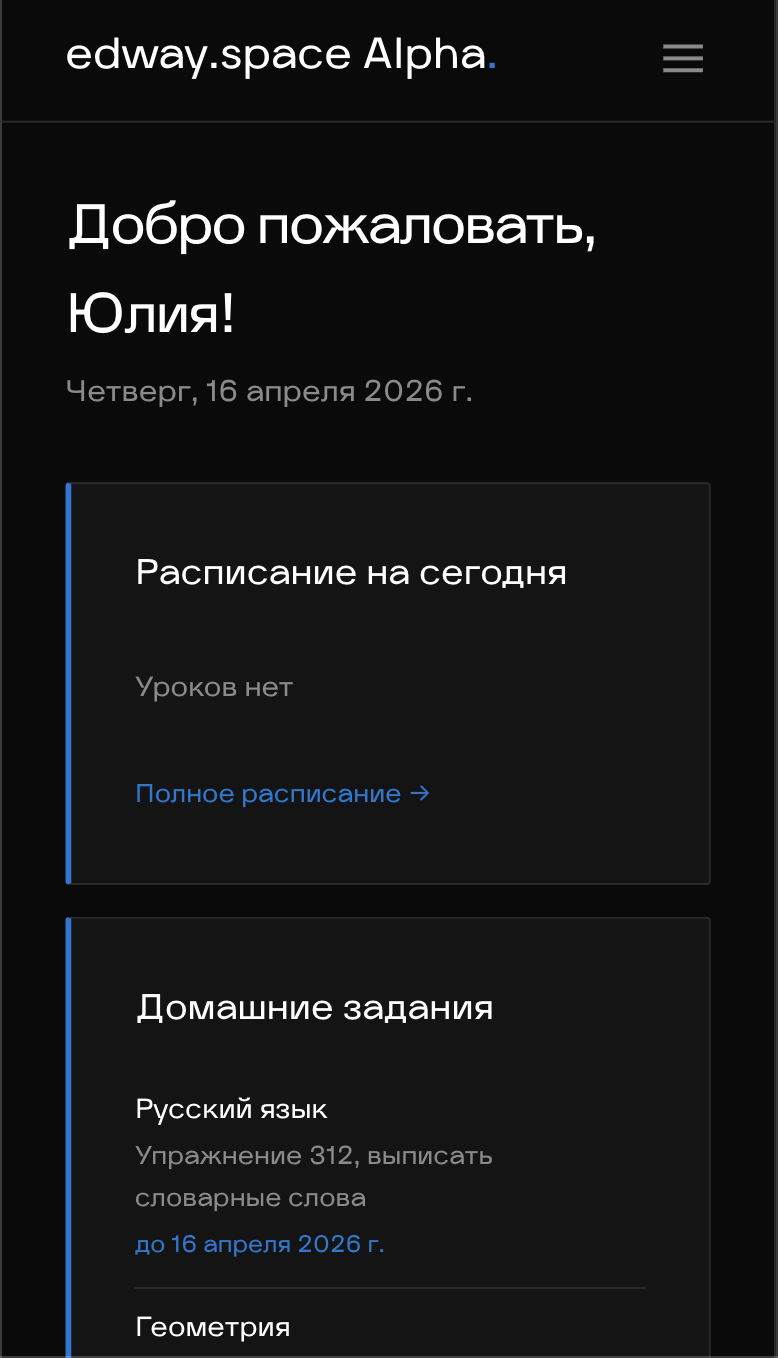 edway.space Alpha.
Добро пожаловать,
Юлия!
Четверг, 16 апреля 2026 г.
Расписание на сегодня
Уроков нет
Полное расписание →
Домашние задания
Русский язык
Упражнение 312, выписать
словарные слова
до 16 апреля 2026 г.
Геометрия